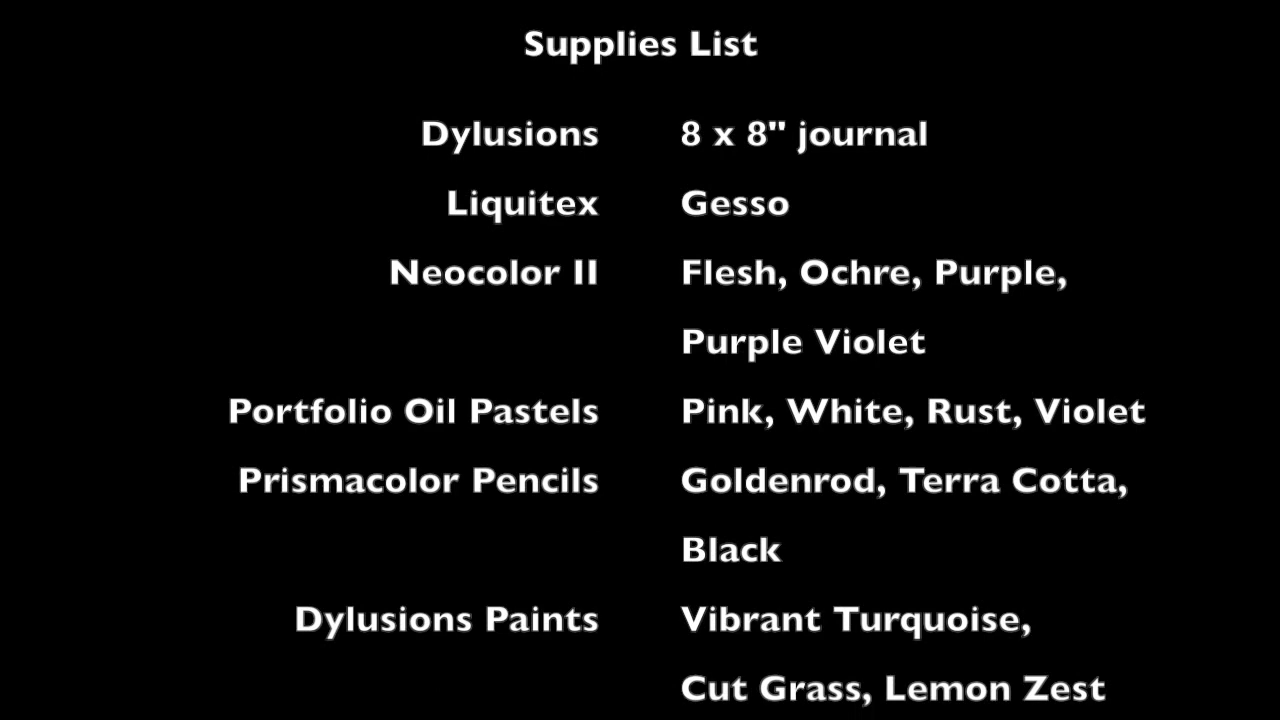 Supplies List
Dylusions 8 x 8" journal
Liquitex Gesso
Neocolor II Flesh, Ochre, Purple,
Purple Violet
Portfolio Oil Pastels Pink, White, Rust, Violet
Prismacolor Pencils Goldenrod, Terra Cotta,
Black
Dylusions Paints Vibrant Turquoise,
Cut Grass, Lemon Zest